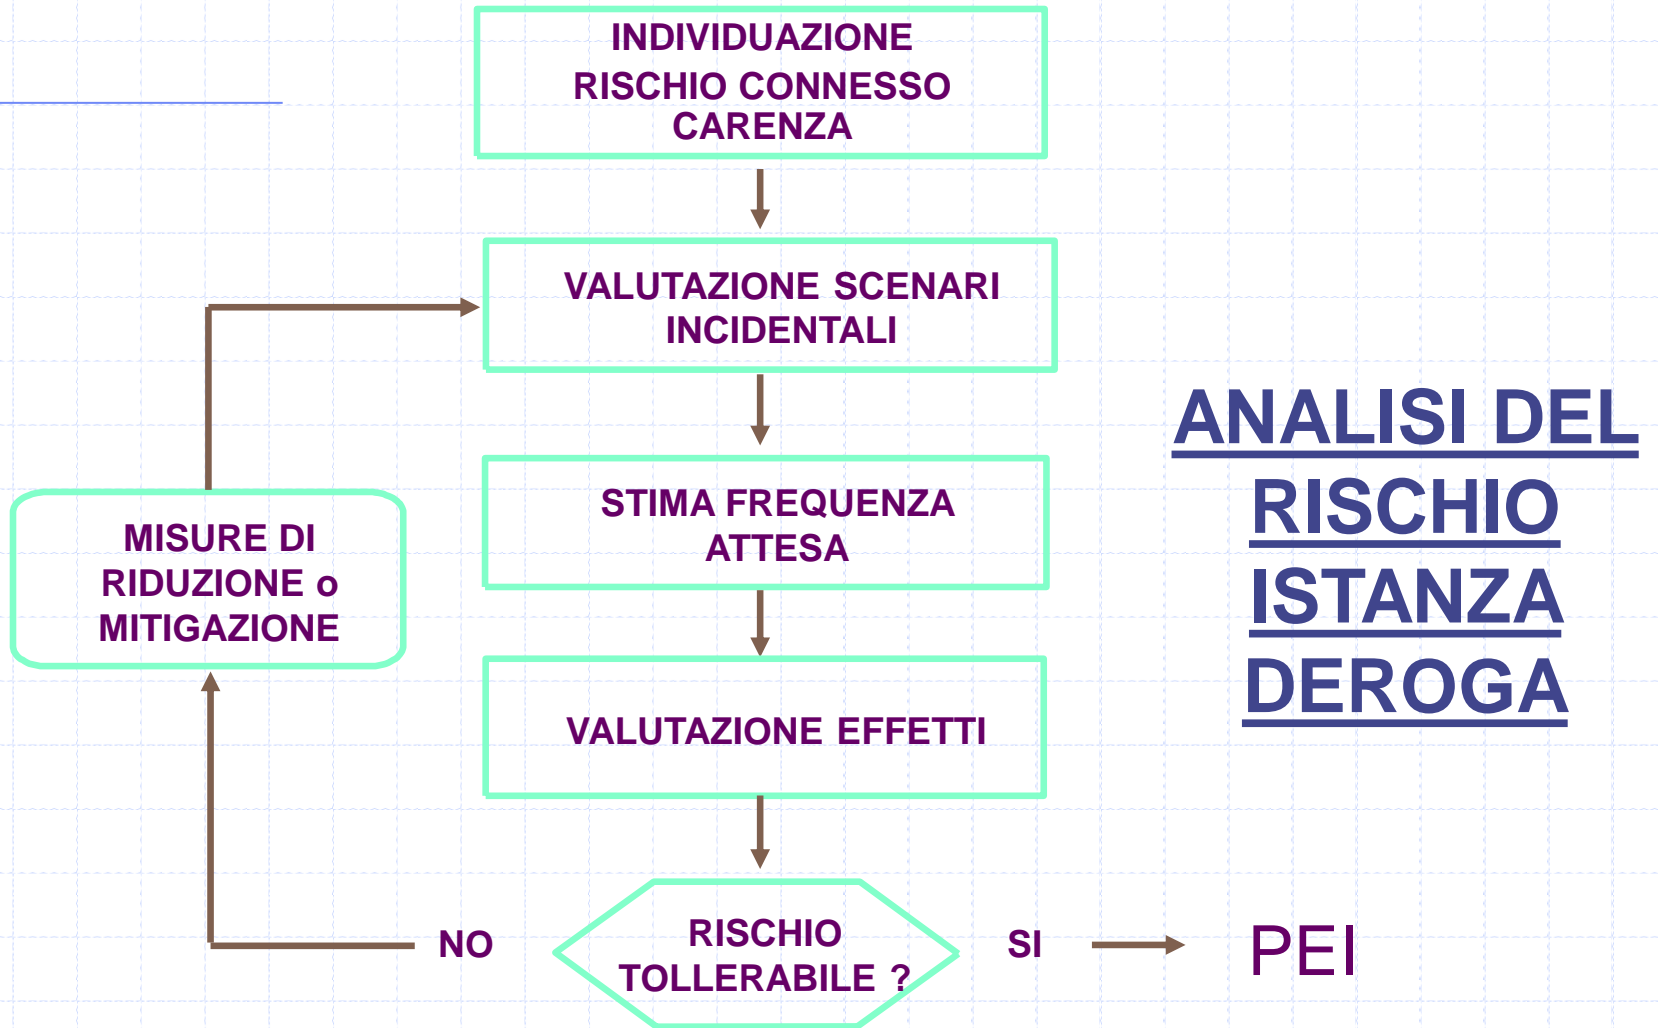 INDIVIDUAZIONE
RISCHIO CONNESSO
CARENZA
VALUTAZIONE SCENARI
INCIDENTALI
STIMA FREQUENZA
ATTESA
MISURE DI
RIDUZIONE o
MITIGAZIONE
VALUTAZIONE EFFETTI
NO
RISCHIO
TOLLERABILE ?
SI
PEI
ANALISI DEL
RISCHIO
ISTANZA
DEROGA